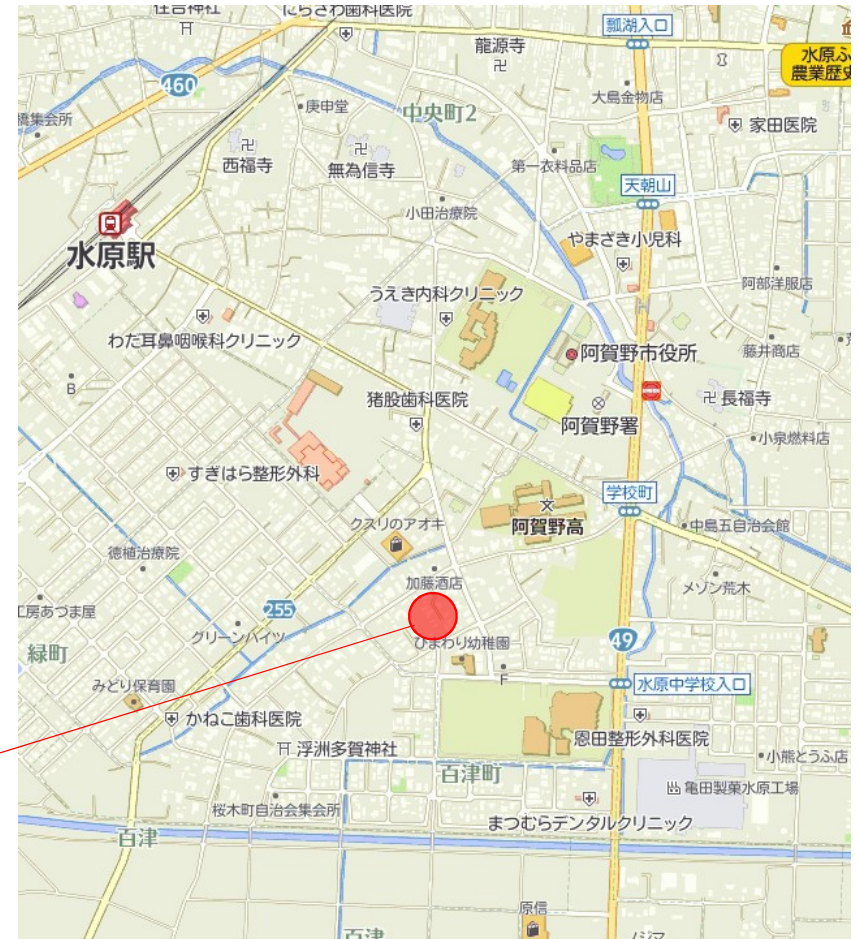 住吉神社
にらさわ歯科医院
瓢湖入口
龍源寺
水原ふ
農業歴史
460
大島金物店
庚申堂
中央町2
橋集会所
家田医院
西福寺
無為信寺
第一衣料品店
天朝山
小田治療院
水原駅
やまざき小児科
阿部洋服店
うえき内科クリニック
わた耳鼻咽喉科クリニック
阿賀野市役所
藤井商店
B
猪股歯科医院
長福寺
阿賀野署
小泉燃料店
すぎはら整形外科
学校町
クスリのアオキ
阿賀野高
中島五自治会館
徳植治療院
加藤酒店
メゾン荒木
工房あづま屋
255
グリーンハイツ
ひまわり幼稚園
49
緑町
F
みどり保育園
水原中学校入口
かねこ歯科医院
浮洲多賀神社
恩田整形外科医院
小熊とうふ店
百津町
亀田製菓水原工場
桜木町自治会集会所
まつむらデンタルクリニック
百津
原信
百津
ノジマ